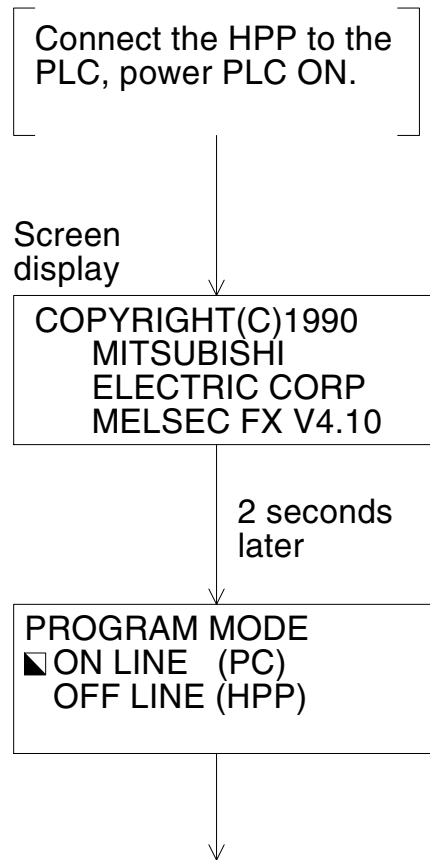 Connect the HPP to the
PLC, power PLC ON.
Screen
display
COPYRIGHT(C)1990
MITSUBISHI
ELECTRIC CORP
MELSEC FX V4.10
2 seconds
later
PROGRAM MODE
ON LINE (PC)
OFF LINE (HPP)